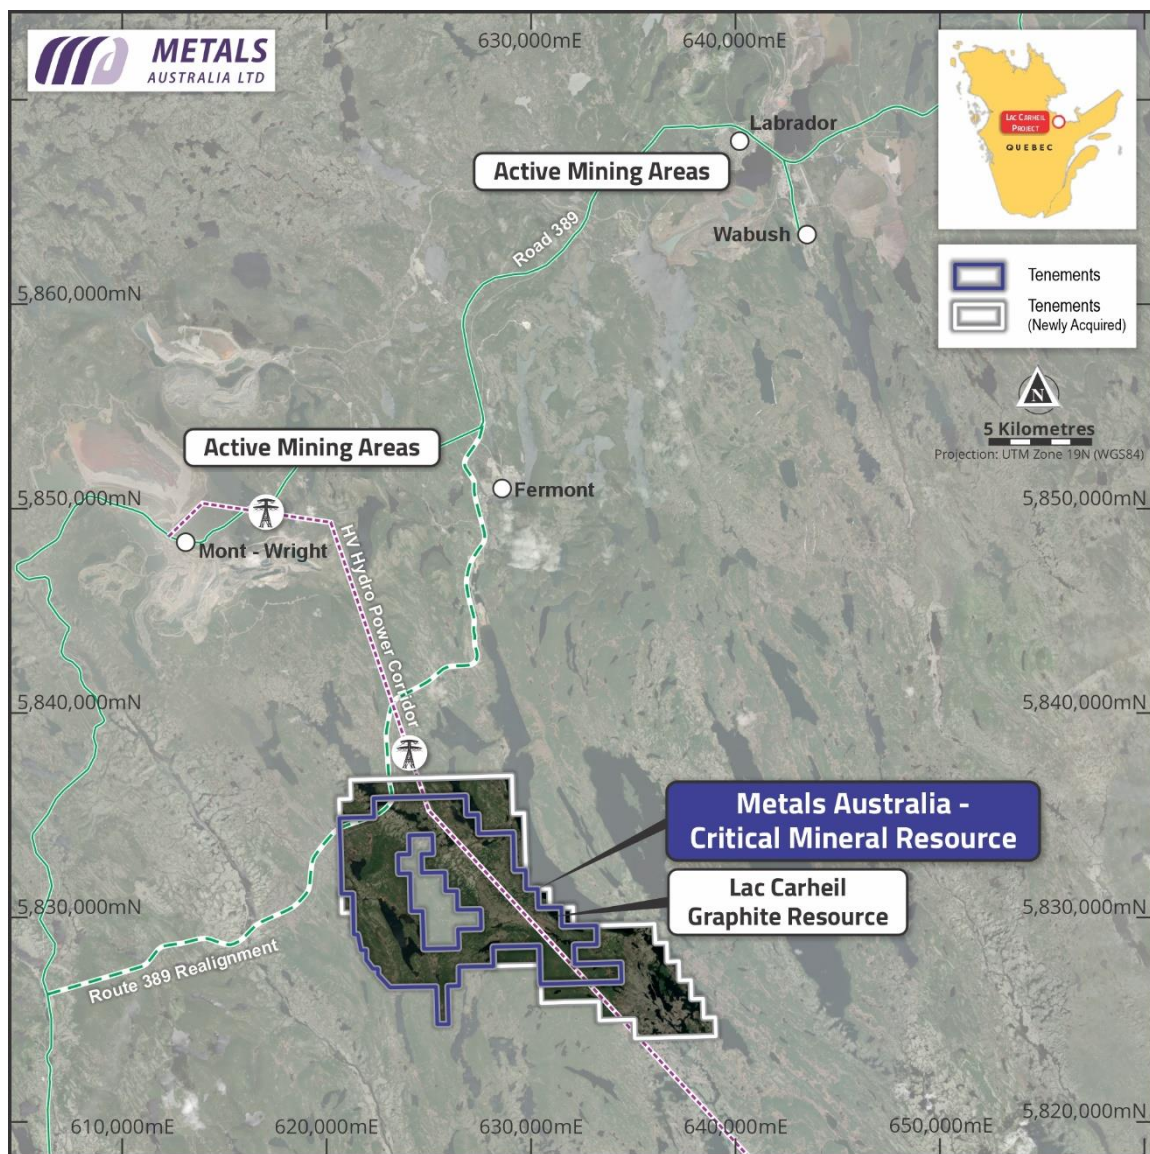 METALS
AUSTRALIA LTD
630,000mE
640,000mE
LAC CARHEIL
PROJECT
QUEBEC
Labrador
Active Mining Areas
Wabush
Road 389
Tenements
Tenements
(Newly Acquired)
5,860,000mN
N
5 Kilometres
Projection: UTM Zone 19N (WGS84)
Active Mining Areas
Fermont
5,850,000mN
5,850,000mN
Mont - Wright
HV Hydro Power Corridor
5,840,000mN
5,840,000mN
Metals Australia -
Critical Mineral Resource
Lac Carheil
Graphite Resource
5,830,000mN
5,830,000mN
Route 389 Realignment
5,820,000mN
610,000mE
620,000mE
630,000mE
640,000mE
650,000mE